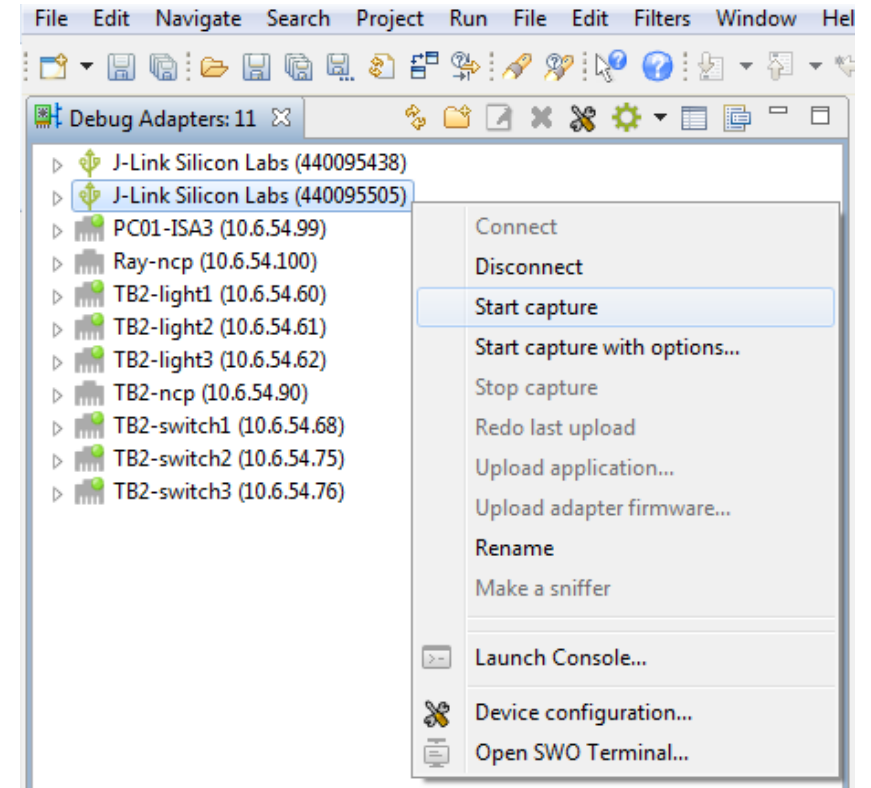 File Edit Navigate Search Project Run File Edit Filters Window Hel
Debug Adapters: 11
J-Link Silicon Labs (440095438)
J-Link Silicon Labs (440095505)
PC01-ISA3 (10.6.54.99)
Ray-ncp (10.6.54.100)
TB2-light1 (10.6.54.60)
TB2-light2 (10.6.54.61)
TB2-light3 (10.6.54.62)
TB2-ncp (10.6.54.90)
TB2-switch1 (10.6.54.68)
TB2-switch2 (10.6.54.75)
TB2-switch3 (10.6.54.76)
Connect
Disconnect
Start capture
Start capture with options...
Stop capture
Redo last upload
Upload application...
Upload adapter firmware...
Rename
Make a sniffer
Launch Console...
Device configuration...
Open SWO Terminal...